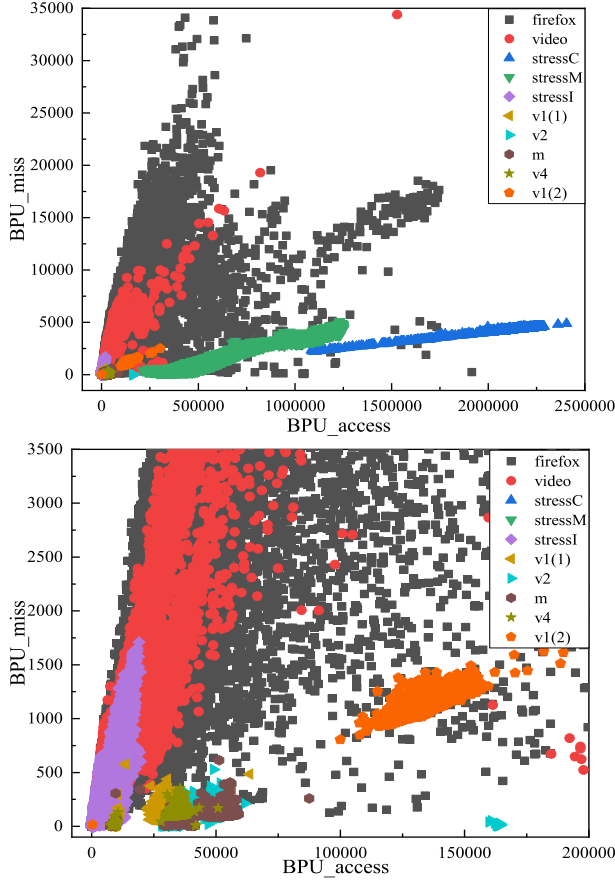 35000
30000
25000
20000
15000
10000
5000
0
BPU_miss
0
500000
1000000
1500000
2000000
2500000
BPU_access
firefox
video
stressC
stressM
stressI
v1(1)
v2
m
v4
v1(2)
3500
3000
2500
2000
1500
1000
500
0
BPU_miss
0
50000
100000
150000
200000
BPU_access
firefox
video
stressC
stressM
stressI
v1(1)
v2
m
v4
v1(2)